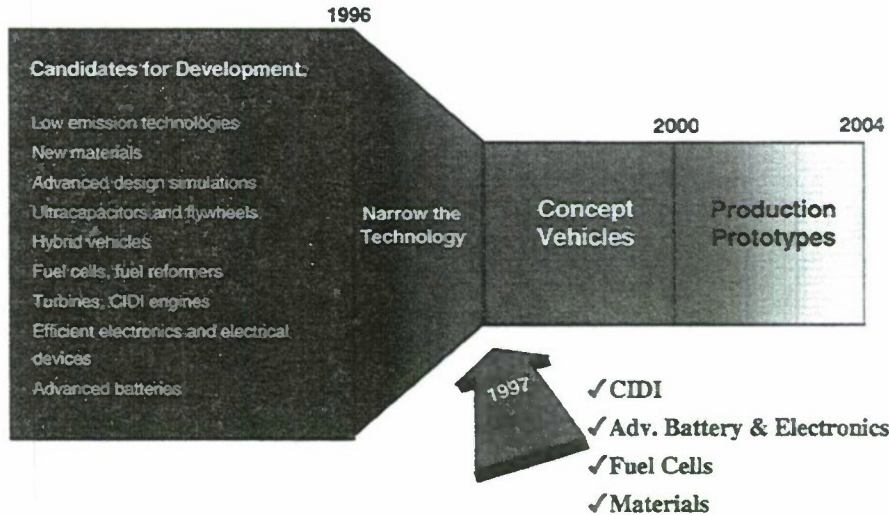 1996
Candidates for Development:
Low emission technologies
New materials
Advanced design simulations
Ultracapacitors and flywheels
Hybrid vehicles
Fuel cells, fuel reformers
Turbines, CIDI engines
Efficient electronics and electrical
devices
Advanced batteries
Narrow the
Technology
Concept
Vehicles
2000
Production
Prototypes
2004
1997
✓CIDI
✓Adv. Battery & Electronics
✓Fuel Cells
✓Materials